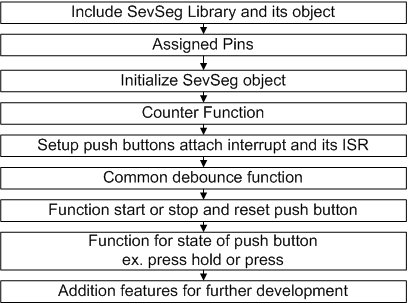 Include SevSeg Library and its object
Assigned Pins
Initialize SevSeg object
Counter Function
Setup push buttons attach interrupt and its ISR
Common debounce function
Function start or stop and reset push button
Function for state of push button
ex. press hold or press
Addition features for further development